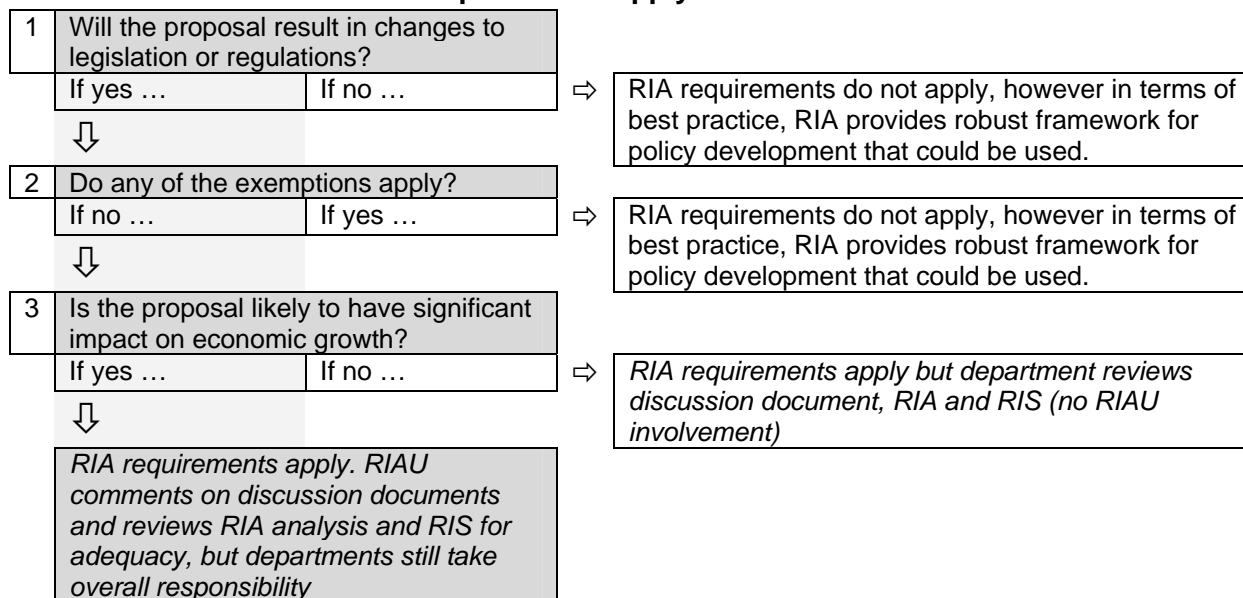 1 Will the proposal result in changes to
legislation or regulations?
If yes … If no … ⇨ RIA requirements do not apply, however in terms of
best practice, RIA provides robust framework for
policy development that could be used.
⇩
2 Do any of the exemptions apply?
If no … If yes … ⇨ RIA requirements do not apply, however in terms of
best practice, RIA provides robust framework for
policy development that could be used.
⇩
3 Is the proposal likely to have significant
impact on economic growth?
If yes … If no … ⇨ RIA requirements apply but department reviews
discussion document, RIA and RIS (no RIAU
involvement)
⇩
RIA requirements apply. RIAU
comments on discussion documents
and reviews RIA analysis and RIS for
adequacy, but departments still take
overall responsibility